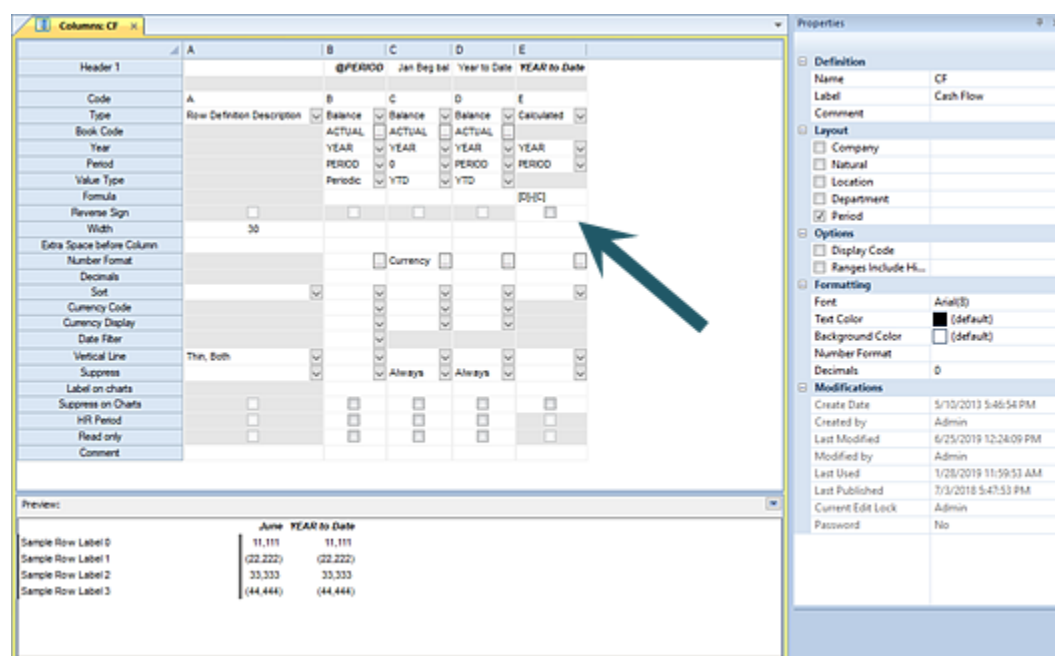 Columns: CF ×
A B C D E
Header 1 @PERIOD Jan Beg bal Year to Date YEAR to Date
Code A B C D E
Type Row Definition Description Balance Balance Balance Calculated
Book Code ACTUAL ACTUAL ACTUAL
Year YEAR YEAR YEAR YEAR
Period PERIOD 0 PERIOD PERIOD
Value Type Periodic YTD YTD
Formula [D]-[C]
Reverse Sign
Width 30
Extra Space before Column
Number Format Currency
Decimals
Sort
Currency Code
Currency Display
Date Filter
Vertical Line Thin, Both
Suppress Always Always
Label on charts
Suppress on Charts
HR Period
Read only
Comment
Preview:
June YEAR to Date
Sample Row Label 0 11,111 11,111
Sample Row Label 1 (22,222) (22,222)
Sample Row Label 2 33,333 33,333
Sample Row Label 3 (44,444) (44,444)
Properties
Definition
Name CF
Label Cash Flow
Comment
Layout
Company
Natural
Location
Department
Period
Options
Display Code
Ranges Include Hi...
Formatting
Font Arial(8)
Text Color (default)
Background Color (default)
Number Format
Decimals 0
Modifications
Create Date 5/10/2013 5:46:54 PM
Created by Admin
Last Modified 6/25/2019 12:24:09 PM
Modified by Admin
Last Used 1/28/2019 11:59:53 AM
Last Published 7/3/2018 5:47:53 PM
Current Edit Lock Admin
Password No